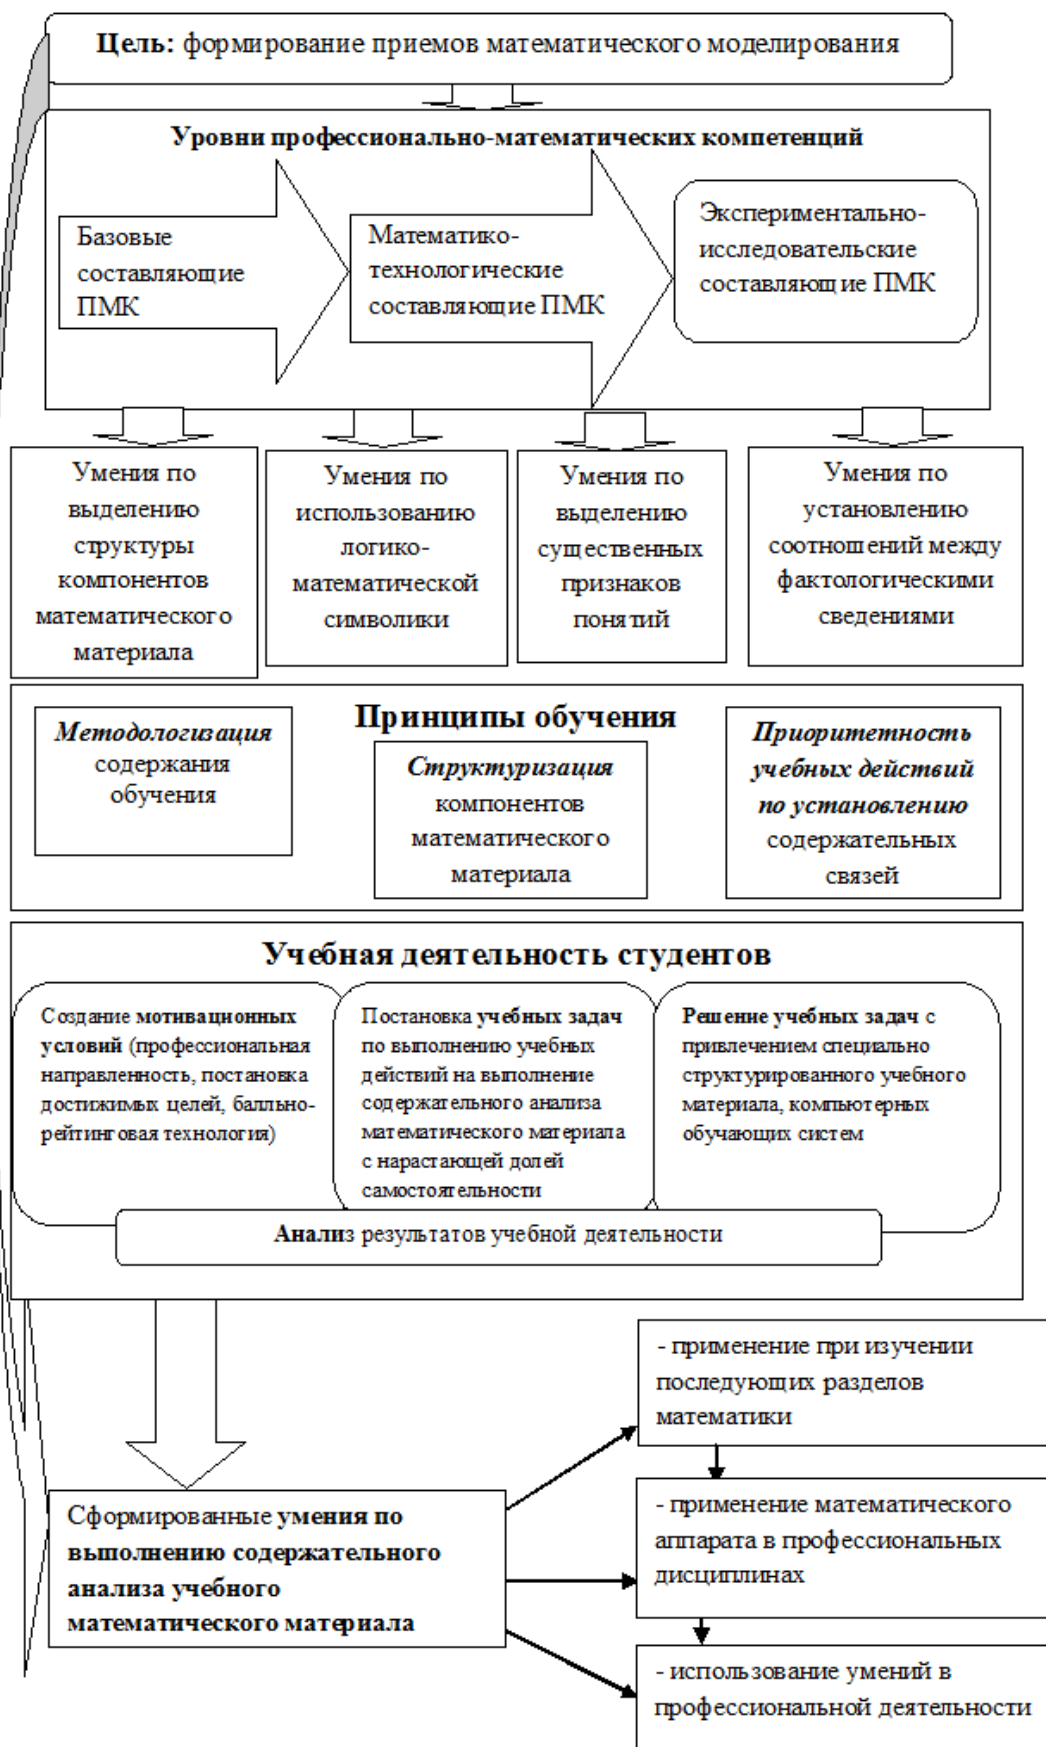 Цель: формирование приемов математического моделирования
Уровни профессионально-математических компетенций
Базовые
составляющие
ПМК
Математико-
технологические
составляющие ПМК
Экспериментально-
исследовательские
составляющие ПМК
Умения по
выделению
структуры
компонентов
математического
материала
Умения по
использованию
логико-
математической
символики
Умения по
выделению
существенных
признаков
понятий
Умения по
установлению
соотношений между
фактологическими
сведениями
Принципы обучения
Методологизация
содержания
обучения
Структуризация
компонентов
математического
материала
Приоритетность
учебных действий
по установлению
содержательных
связей
Учебная деятельность студентов
Создание мотивационных
условий (профессиональная
направленность, постановка
достижимых целей, балльно-
рейтинговая технология)
Постановка учебных задач
по выполнению учебных
действий на выполнение
содержательного анализа
математического материала
с нарастающей долей
самостоятельности
Решение учебных задач с
привлечением специально
структурированного учебного
материала, компьютерных
обучающих систем
Анализ результатов учебной деятельности
Сформированные умения по
выполнению содержательного
анализа учебного
математического материала
- применение при изучении
последующих разделов
математики
- применение математического
аппарата в профессиональных
дисциплинах
- использование умений в
профессиональной деятельности